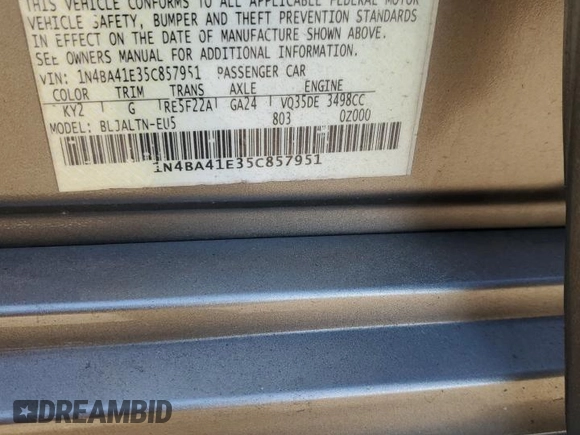 THIS VEHICLE CONFORMS TO ALL APPLICABLE FEDERAL MOTOR
VEHICLE SAFETY, BUMPER AND THEFT PREVENTION STANDARDS
IN EFFECT ON THE DATE OF MANUFACTURE SHOWN ABOVE.
SEE OWNERS MANUAL FOR ADDITIONAL INFORMATION.
VIN: 1N4BA41E35C857951 PASSENGER CAR
COLOR TRIM TRANS AXLE ENGINE
KY2 G RE5F22A GA24 VQ35DE 3498CC
MODEL: BLJALTN-EU5 803 0Z000
1N4BA41E35C857951
DREAMBID